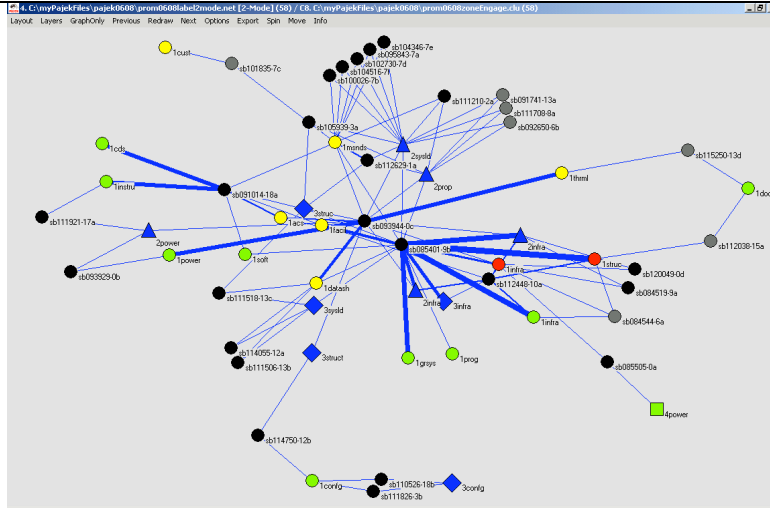 4. C:\myPajekFiles\pajek0608\prom0608label2mode.net [2-Mode] (58) / C8. C:\myPajekFiles\pajek0608\prom0608zoneEngage.clu (58)
Layout Layers GraphOnly Previous Redraw Next Options Export Spin Move Info
1cust
sb104346-7e
sb095843-7a
sb101835-7c
sb102730-7d
sb104516-7f
sb100026-7b
sb111210-2a
sb091741-13a
sb111708-8a
sb092650-6b
sb105939-3a
1cds
1msnds
2sysld
sb115250-13d
sb112629-1a
1instru
2prop
1thrml
sb091014-18a
1doc
3struc
sb111921-17a
1acs
1facil
sb093944-0c
2power
2infra
sb112038-15a
1power
1soft
sb085401-9b
1struc
sb093929-0b
1infra
sb120049-0d
sb112448-10a
1datash
sb084519-9a
sb111518-13c
2infra
3infra
3sysld
1infra
sb084544-6a
sb114055-12a
3struct
1grsys
1prog
sb111506-13b
sb085505-0a
4power
sb114750-12b
1confg
sb110526-18b
3confg
sb111826-3b